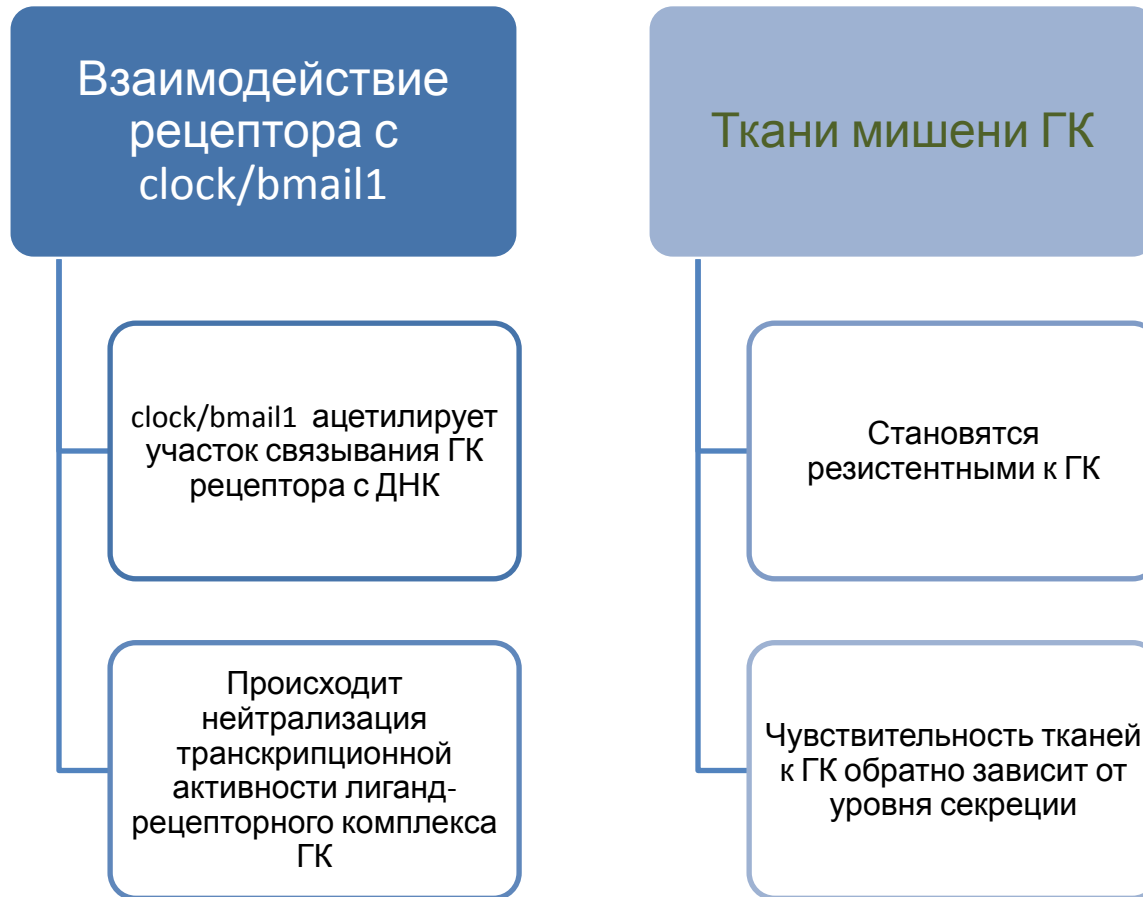 Взаимодействие
рецептора с
clock/bmail1
clock/bmail1 ацетилирует
участок связывания ГК
рецептора с ДНК
Происходит
нейтрализация
транскрипционной
активности лиганд-
рецепторного комплекса
ГК
Ткани мишени ГК
Становятся
резистентными к ГК
Чувствительность тканей
к ГК обратно зависит от
уровня секреции